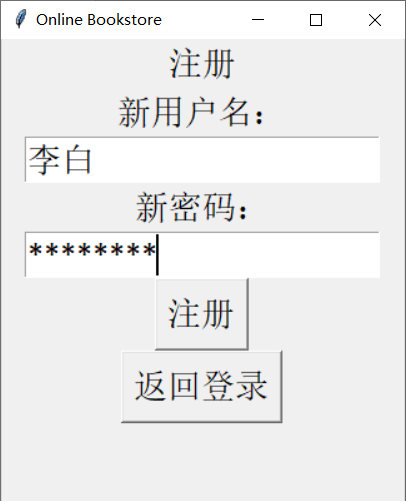 Online Bookstore
注册
新用户名：
李白
新密码：
********
注册
返回登录